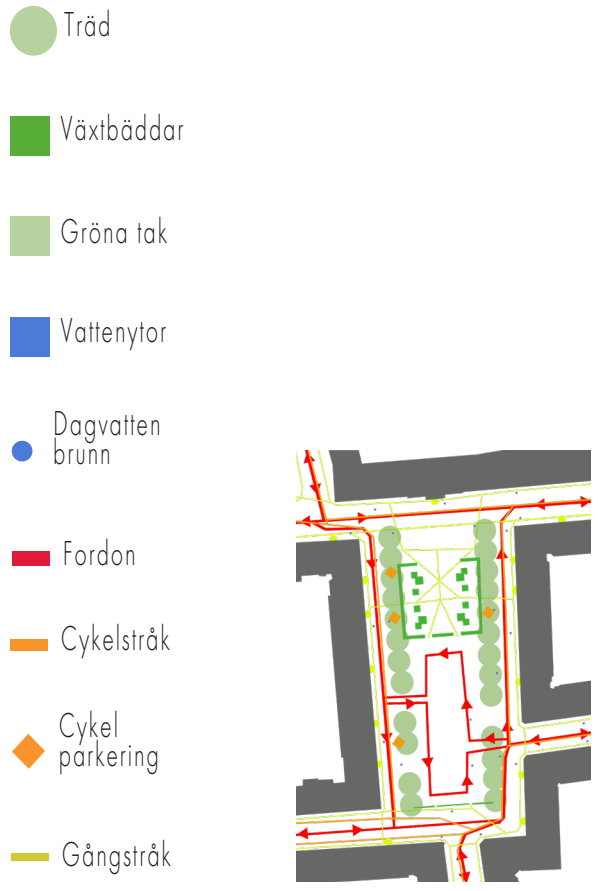 Träd
Växtbäddar
Gröna tak
Vattenytor
Dagvatten
brunn
Fordon
Cykelstråk
Cykel
parkering
Gångstråk